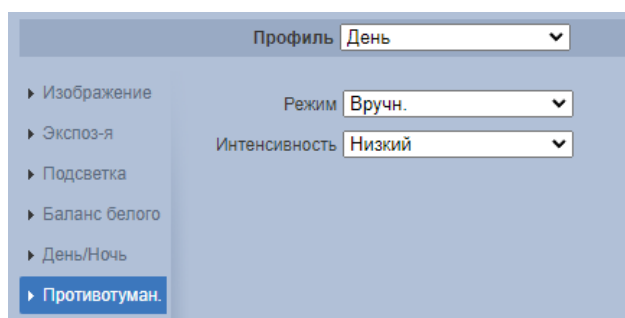 Профиль День
Изображение
Режим Вручн.
Экспоз-я
Интенсивность Низкий
Подсветка
Баланс белого
День/Ночь
Противотуман.